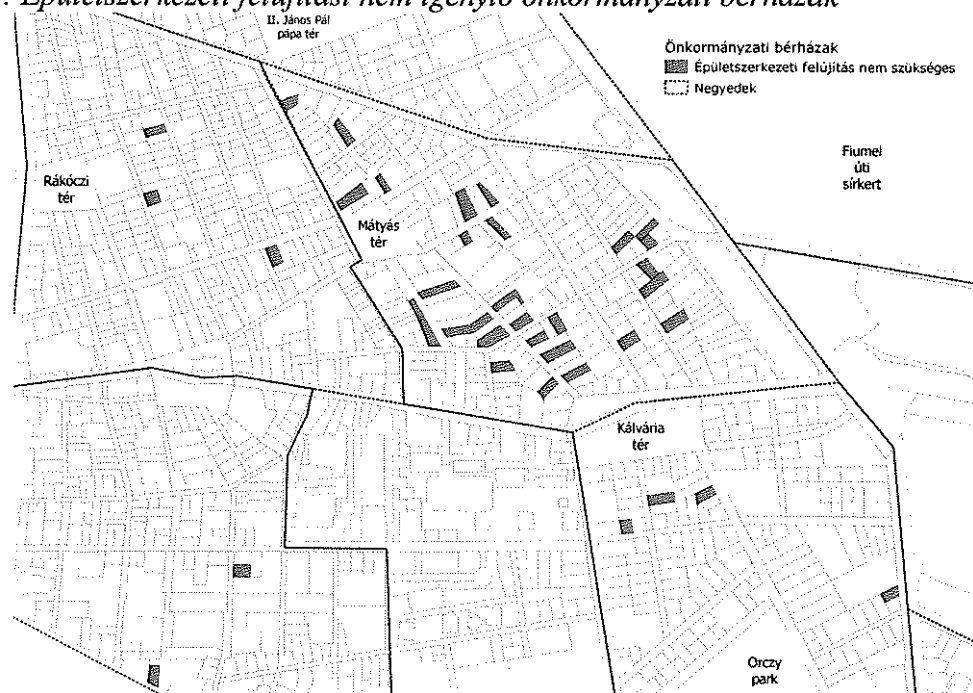 . Épületszerkezeti felújítást nem igénylő önkormányzati bérházak
II. János Pál
pápa tér
Önkormányzati bérházak
Épületszerkezeti felújítás nem szükséges
Negyedek
Fiumei
úti
sírkert
Rákóczi
tér
Mátyás
tér
Kálvária
tér
Orczy
park